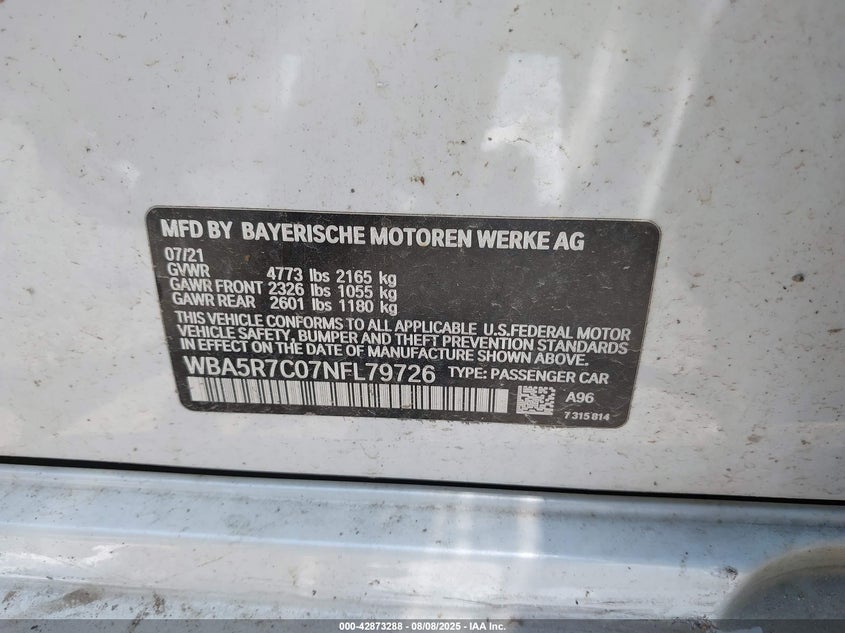 MFD BY BAYERISCHE MOTOREN WERKE AG
07/21
GVWR 4773 lbs 2165 kg
GAWR FRONT 2326 lbs 1055 kg
GAWR REAR 2601 lbs 1180 kg
THIS VEHICLE CONFORMS TO ALL APPLICABLE U.S.FEDERAL MOTOR
VEHICLE SAFETY, BUMPER AND THEFT PREVENTION STANDARDS
IN EFFECT ON THE DATE OF MANUFACTURE SHOWN ABOVE.
WBA5R7C07NFL79726 TYPE: PASSENGER CAR
A96
7 315 814
000-42873288 - 08/08/2025 - IAA Inc.